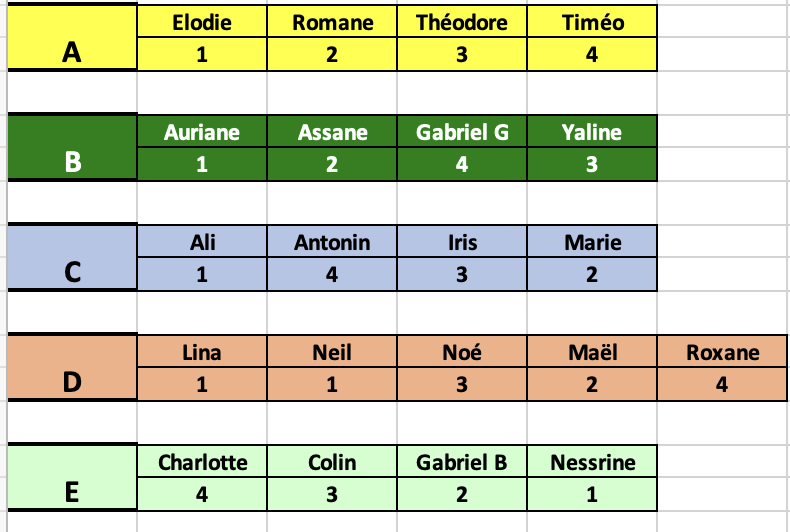 Elodie Romane Théodore Timéo
A 1 2 3 4
Auriane Assane Gabriel G Yaline
B 1 2 4 3
Ali Antonin Iris Marie
C 1 4 3 2
Lina Neil Noé Maël Roxane
D 1 1 3 2 4
Charlotte Colin Gabriel B Nessrine
E 4 3 2 1